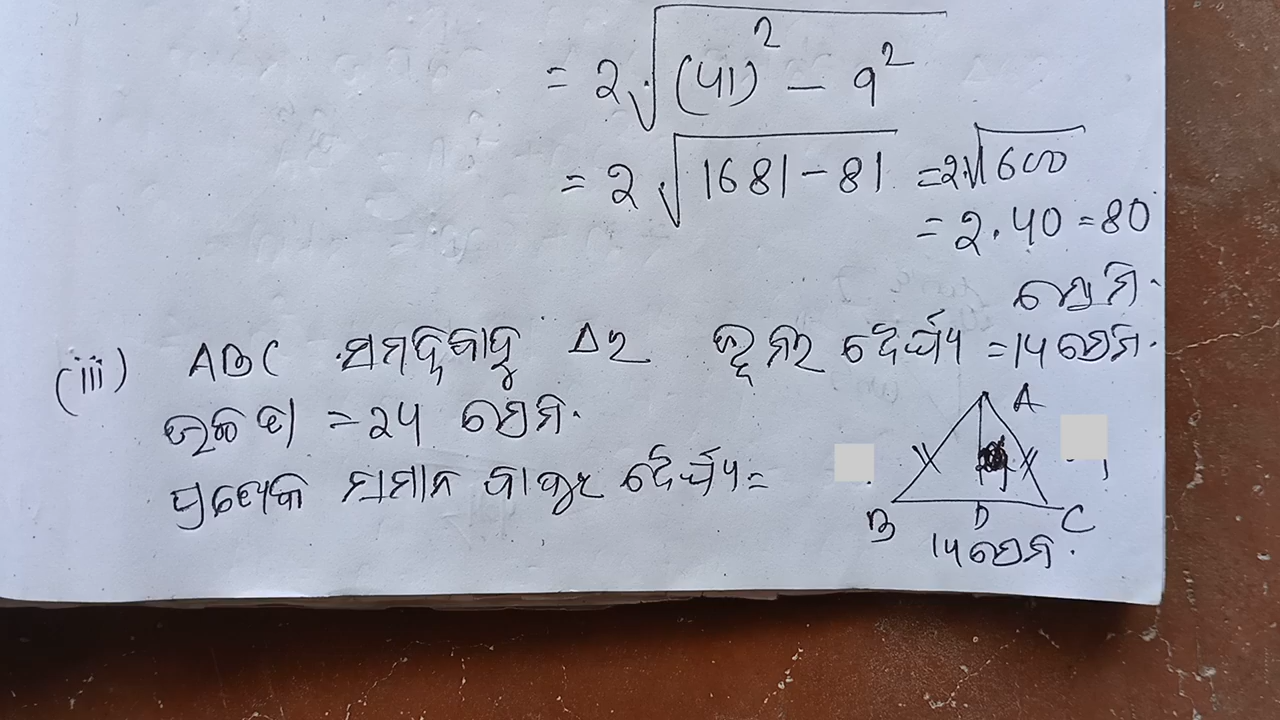 = 2√(41)² − 9²
= 2√1681−81 = 2.√1600
= 2.40 = 80
ସେମି.
(iii) ABC ସମଦ୍ବିବାହୁ Δର ଭୂମିର ଦୈର୍ଘ୍ୟ = 14 ସେମି.
ଉଚ୍ଚତା = 24 ସେମି.
ପ୍ରତ୍ୟେକ ସମାନ ବାହୁର ଦୈର୍ଘ୍ୟ =
A
B D C
14 ସେମି.